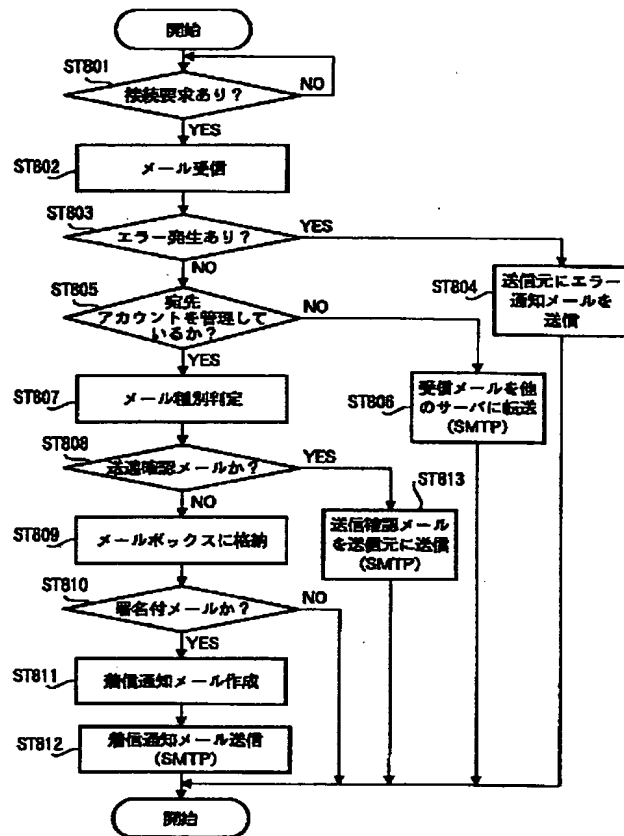 開始
ST801
接続要求あり？
NO
YES
ST802
メール受信
ST803
エラー発生あり？
YES
NO
ST804
送信元にエラー
通知メールを
送信
ST805
宛先
アカウントを管理して
いるか？
NO
YES
ST806
受信メールを他
のサーバに転送
(SMTP)
ST807
メール種別判定
ST808
送達確認メールか？
YES
NO
ST813
送信確認メール
を送信元に送信
(SMTP)
ST809
メールボックスに格納
ST810
署名付メールか？
NO
YES
ST811
着信通知メール作成
ST812
着信通知メール送信
(SMTP)
開始